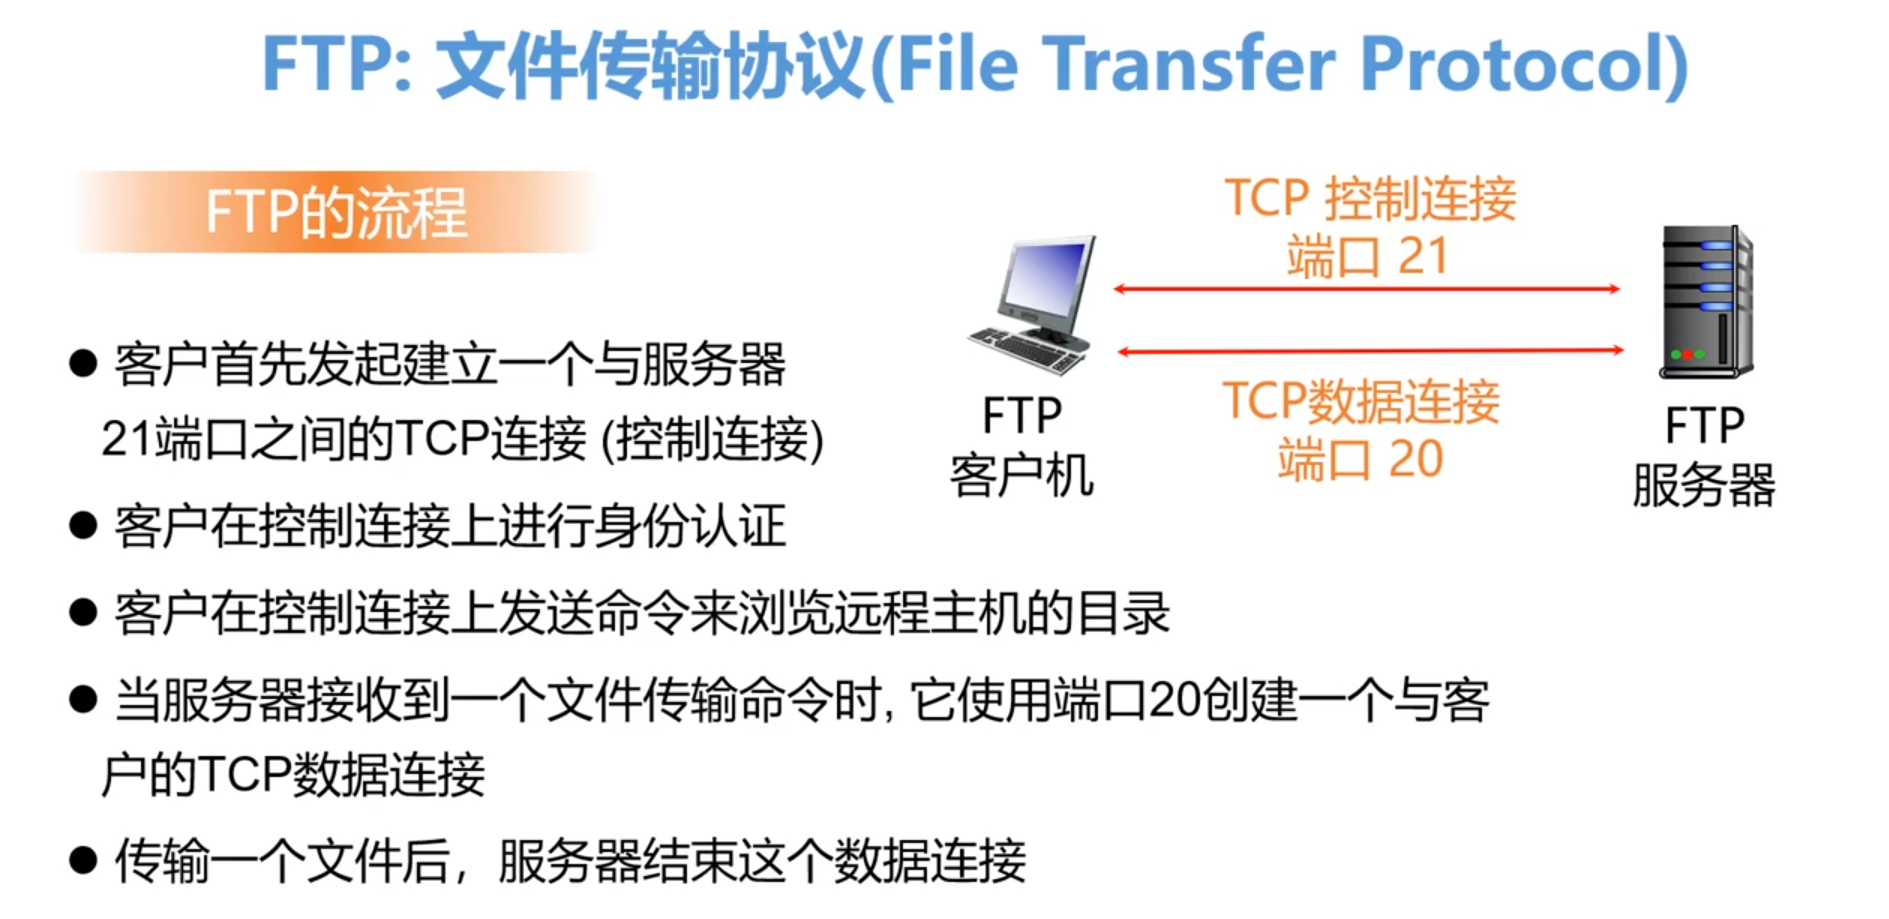 FTP: 文件传输协议(File Transfer Protocol)
FTP的流程
TCP 控制连接
端口 21
TCP数据连接
端口 20
FTP
客户机
FTP
服务器
● 客户首先发起建立一个与服务器
21端口之间的TCP连接 (控制连接)
● 客户在控制连接上进行身份认证
● 客户在控制连接上发送命令来浏览远程主机的目录
● 当服务器接收到一个文件传输命令时, 它使用端口20创建一个与客
户的TCP数据连接
● 传输一个文件后，服务器结束这个数据连接